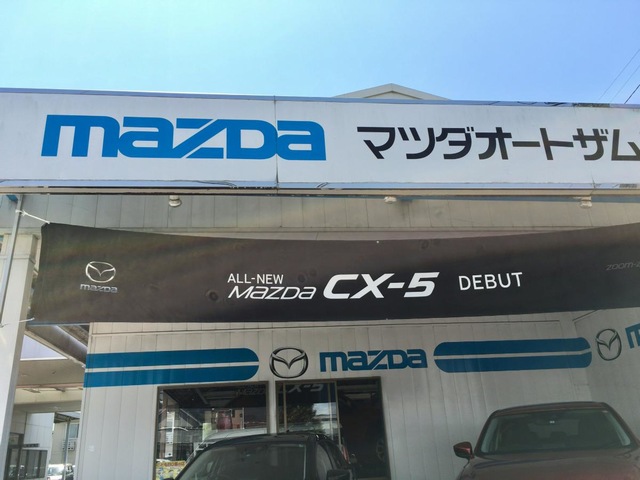 mazda マツダオートザム
mazda
ALL-NEW
mazda CX-5 DEBUT
mazda